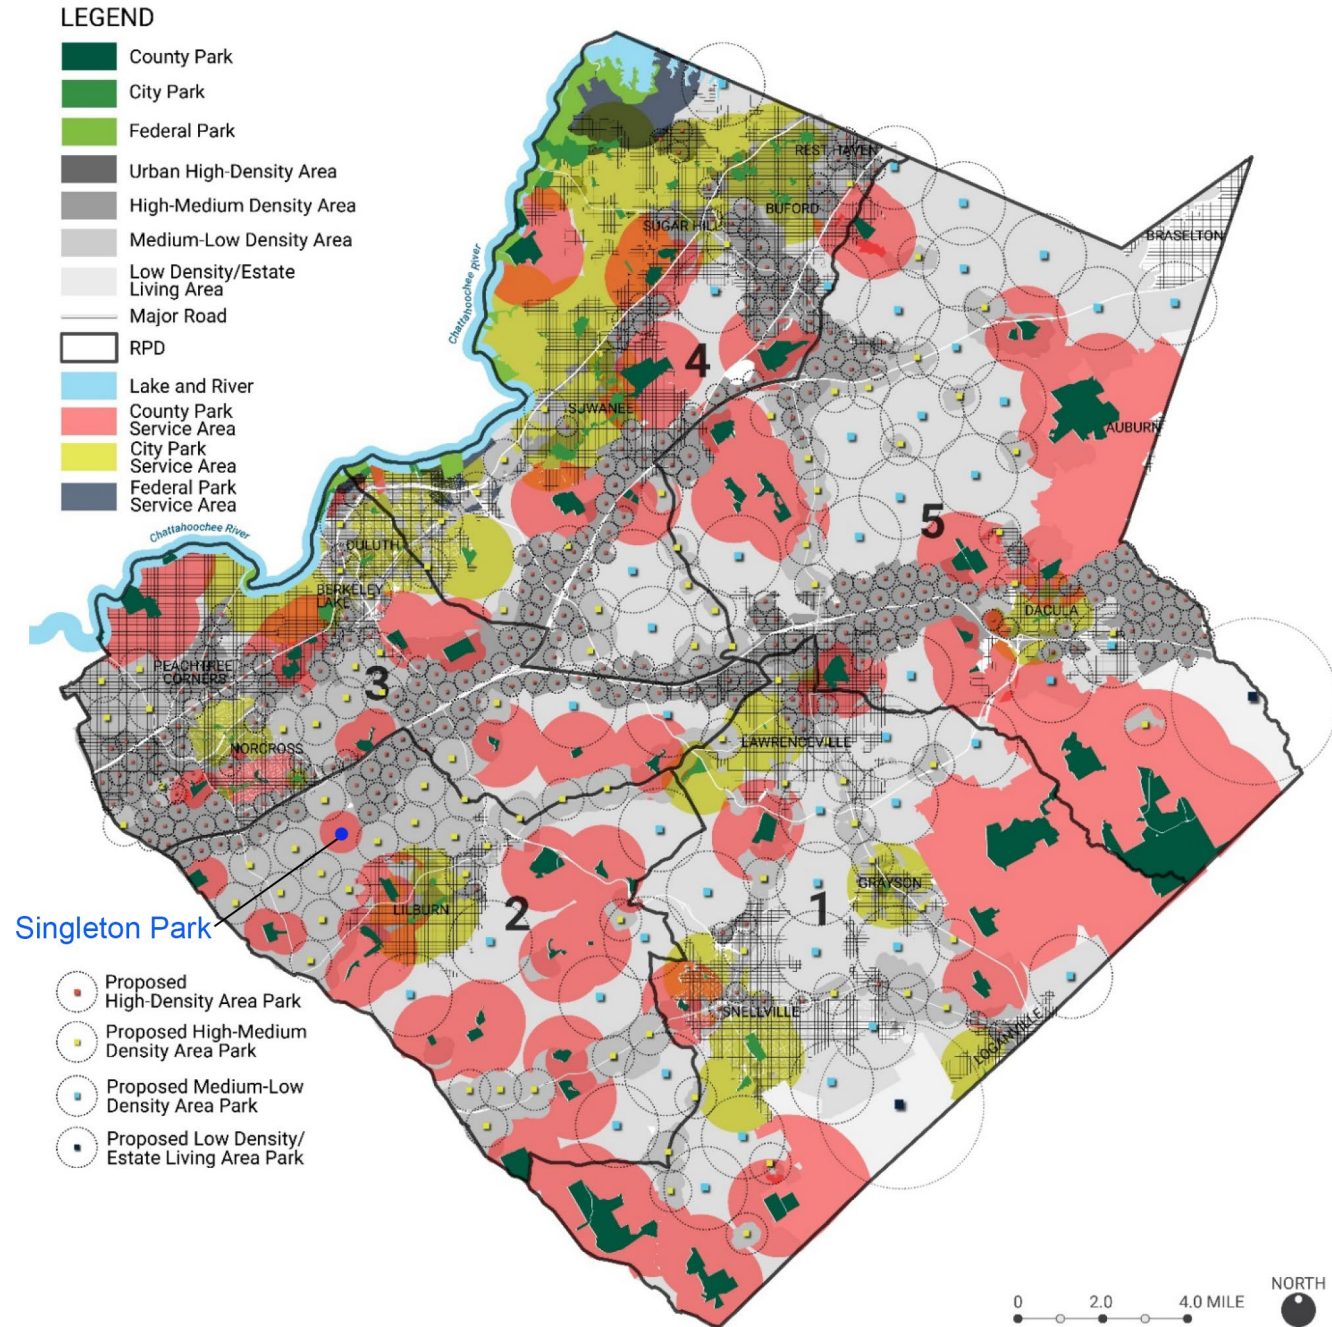 LEGEND
County Park
City Park
Federal Park
Urban High-Density Area
High-Medium Density Area
Medium-Low Density Area
Low Density/Estate
Living Area
Major Road
RPD
Lake and River
County Park
Service Area
City Park
Service Area
Federal Park
Service Area
Chattahoochee River
Chattahoochee River
REST HAVEN
BUFORD
SUGAR HILL
BRASELTON
4
SUWANEE
AUBURN
5
DULUTH
BERKELEY
LAKE
DACULA
PEACHTREE
CORNERS
3
NORCROSS
LAWRENCEVILLE
GRAYSON
LILBURN
2
1
Singleton Park
SNELLVILLE
LOGANVILLE
Proposed
High-Density Area Park
Proposed High-Medium
Density Area Park
Proposed Medium-Low
Density Area Park
Proposed Low Density/
Estate Living Area Park
0 2.0 4.0 MILE
NORTH